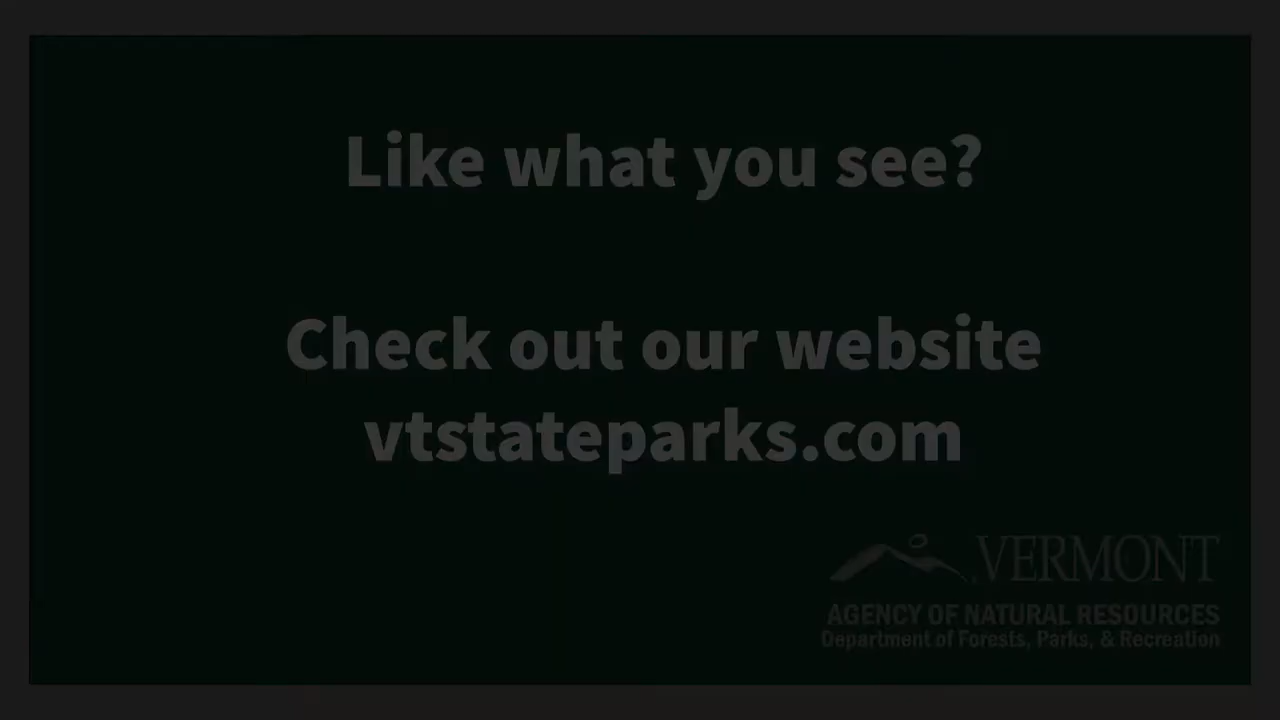 Like what you see?
Check out our website
vtstateparks.com
VERMONT
AGENCY OF NATURAL RESOURCES
Department of Forests, Parks, & Recreation